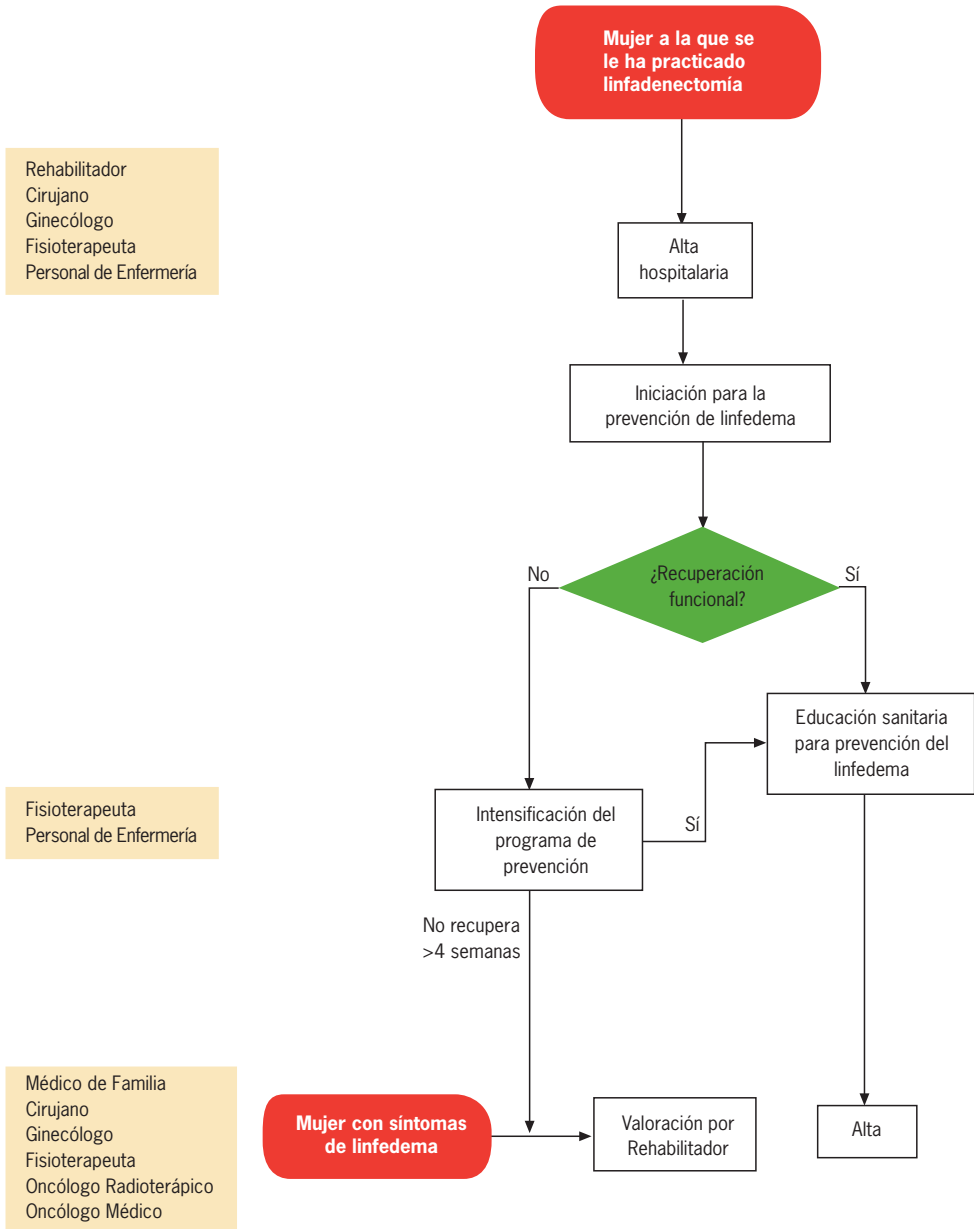 Mujer a la que se
le ha practicado
linfadenectomía
Rehabilitador
Cirujano
Ginecólogo
Fisioterapeuta
Personal de Enfermería
Alta
hospitalaria
Iniciación para la
prevención de linfedema
¿Recuperación
funcional?
No
Sí
Educación sanitaria
para prevención del
linfedema
Fisioterapeuta
Personal de Enfermería
Intensificación del
programa de
prevención
Sí
No recupera
>4 semanas
Médico de Familia
Cirujano
Ginecólogo
Fisioterapeuta
Oncólogo Radioterápico
Oncólogo Médico
Mujer con síntomas
de linfedema
Valoración por
Rehabilitador
Alta